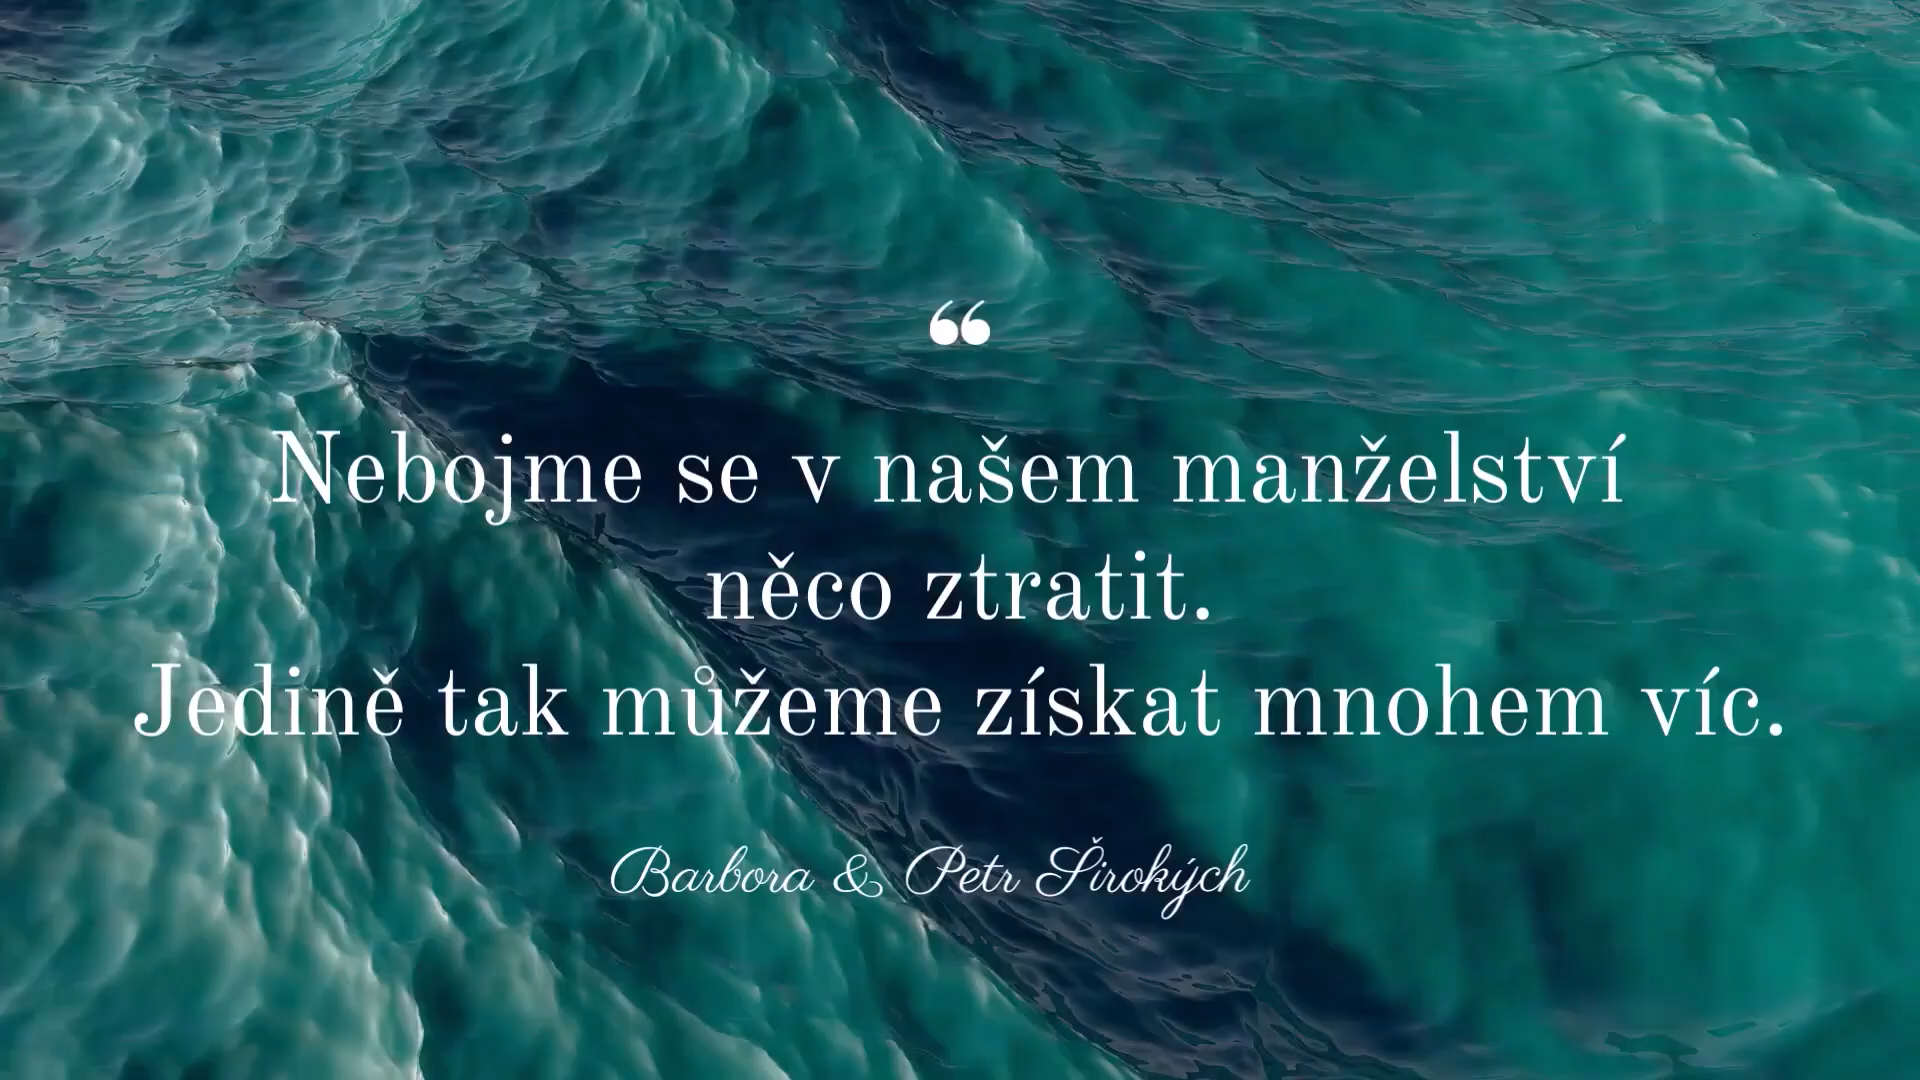 ❝
Nebojme se v našem manželství
něco ztratit.
Jedině tak můžeme získat mnohem víc.
Barbora & Petr Širokých